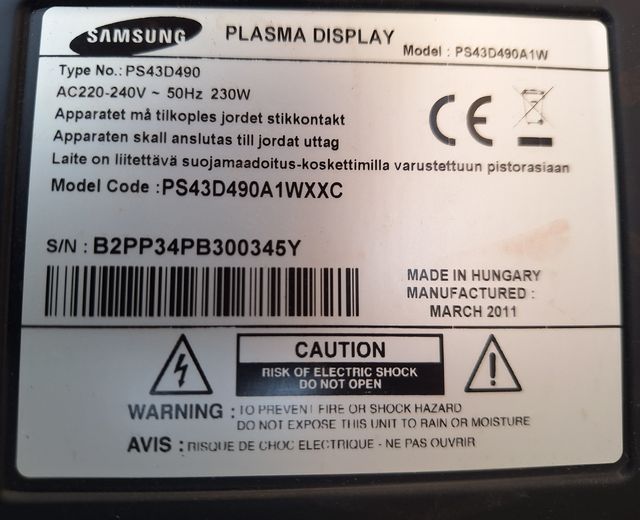 SAMSUNG PLASMA DISPLAY Model : PS43D490A1W
Type No.: PS43D490
AC220-240V ~ 50Hz 230W
Apparatet må tilkoples jordet stikkontakt
Apparaten skall anslutas till jordat uttag
Laite on liitettävä suojamaadoitus-koskettimilla varustettuun pistorasiaan
CE
Model Code : PS43D490A1WXXC
S/N : B2PP34PB300345Y
MADE IN HUNGARY
MANUFACTURED :
MARCH 2011
CAUTION
RISK OF ELECTRIC SHOCK
DO NOT OPEN
WARNING : TO PREVENT FIRE OR SHOCK HAZARD
DO NOT EXPOSE THIS UNIT TO RAIN OR MOISTURE
AVIS : RISQUE DE CHOC ELECTRIQUE - NE PAS OUVRIR